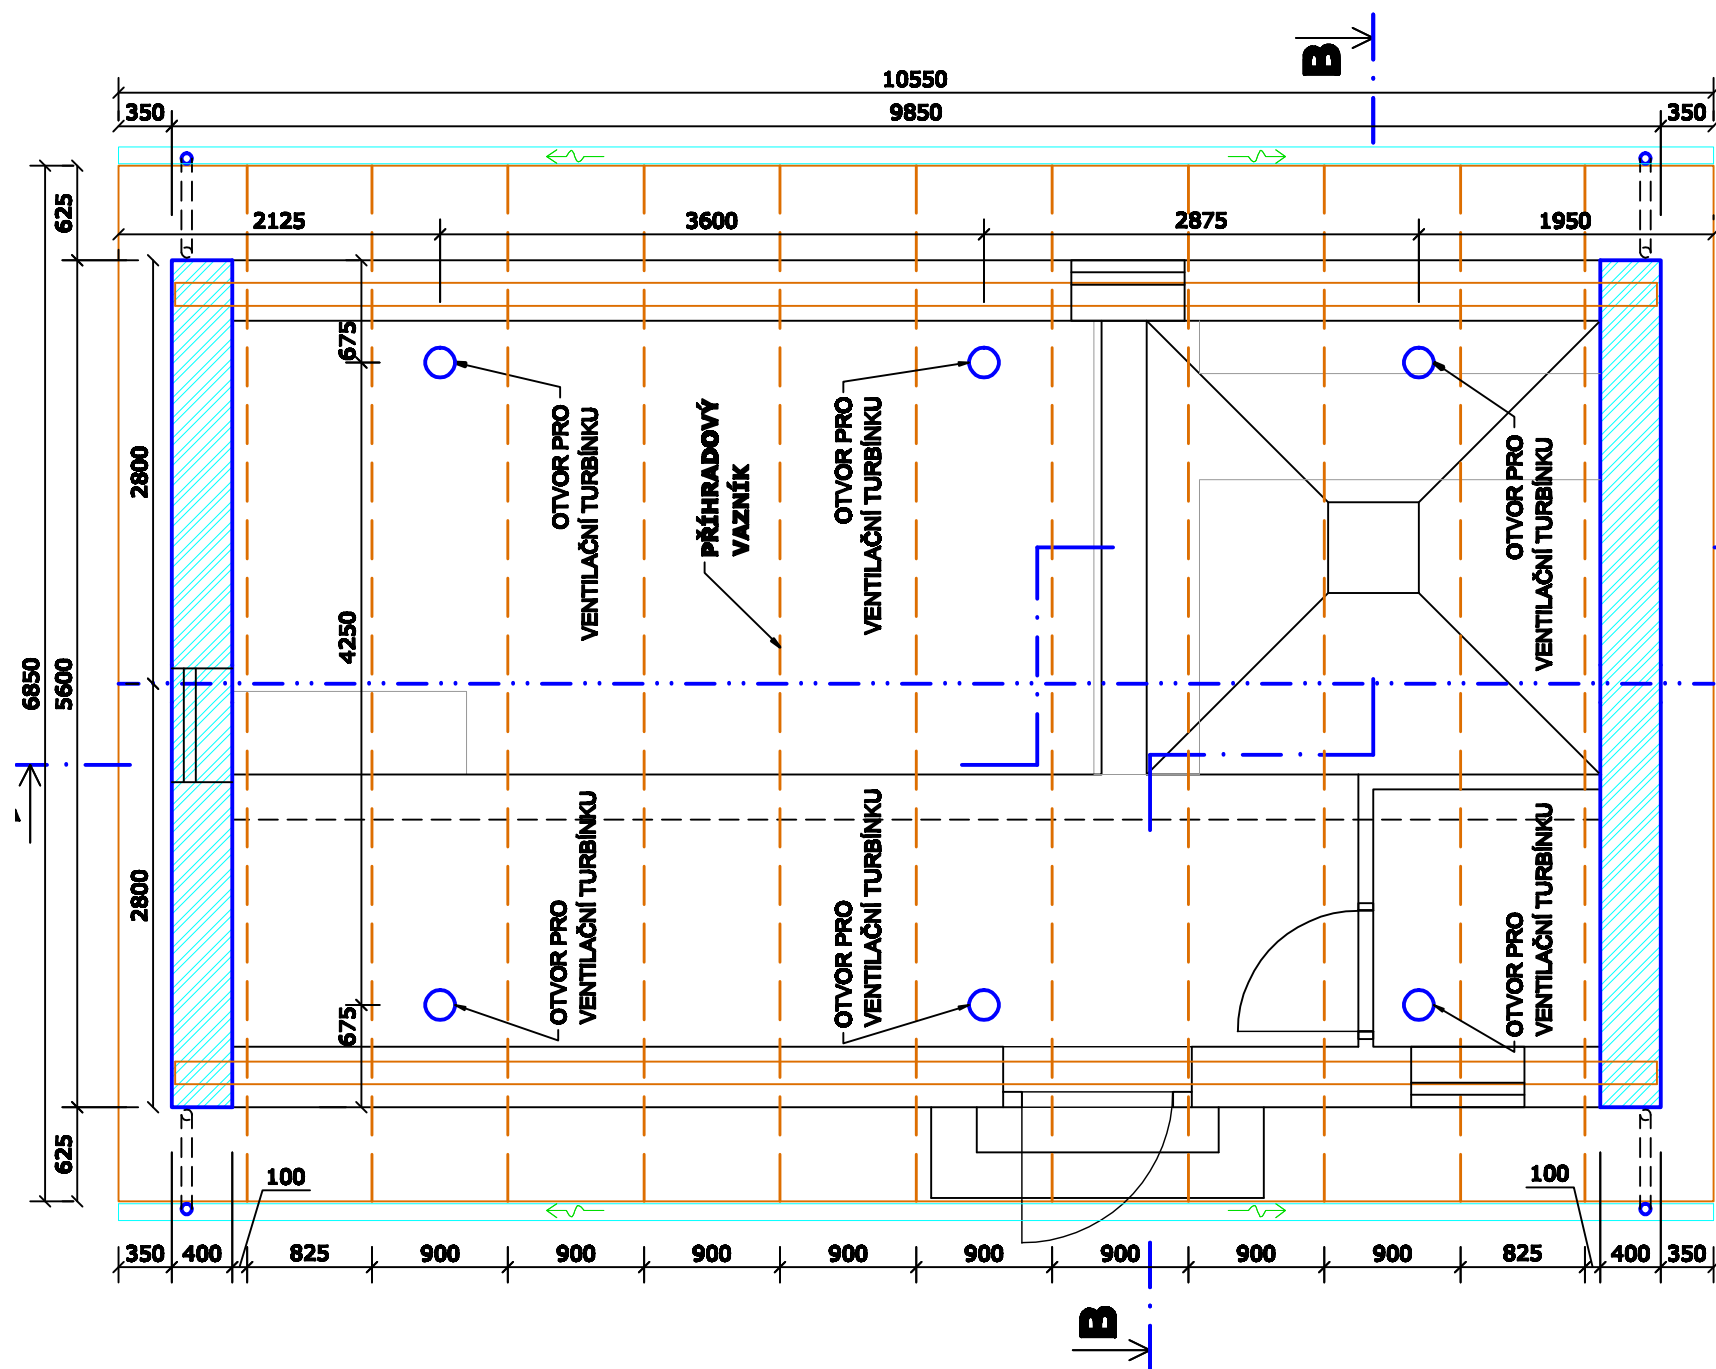 B
10550
350
9850
350
625
2125
3600
2875
1950
675
2800
OTVOR PRO
VENTILAČNÍ TURBÍNKU
PŘÍHRADOVÝ
VAZNÍK
OTVOR PRO
VENTILAČNÍ TURBÍNKU
OTVOR PRO
VENTILAČNÍ TURBÍNKU
4250
6850
5600
2800
OTVOR PRO
VENTILAČNÍ TURBÍNKU
OTVOR PRO
VENTILAČNÍ TURBÍNKU
OTVOR PRO
VENTILAČNÍ TURBÍNKU
675
625
100
100
350
400
825
900
900
900
900
900
900
900
900
825
400
350
B